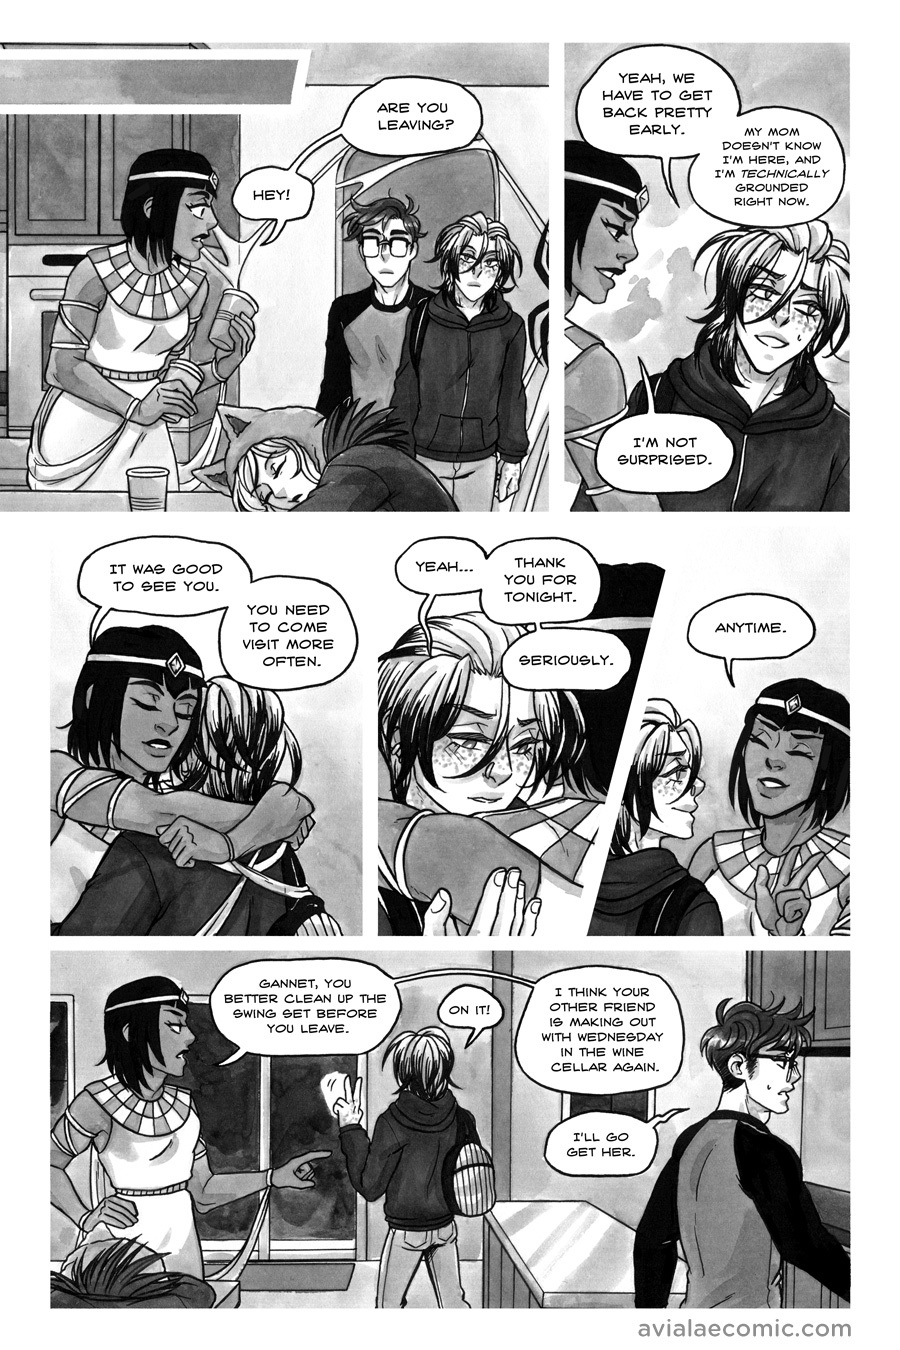 HEY!
ARE YOU
LEAVING?
YEAH, WE
HAVE TO GET
BACK PRETTY
EARLY.
MY MOM
DOESN'T KNOW
I'M HERE, AND
I'M TECHNICALLY
GROUNDED
RIGHT NOW.
I'M NOT
SURPRISED.
IT WAS GOOD
TO SEE YOU.
YOU NEED
TO COME
VISIT MORE
OFTEN.
YEAH...
THANK
YOU FOR
TONIGHT.
SERIOUSLY.
ANYTIME.
GANNET, YOU
BETTER CLEAN UP THE
SWING SET BEFORE
YOU LEAVE.
ON IT!
I THINK YOUR
OTHER FRIEND
IS MAKING OUT
WITH WEDNESDAY
IN THE WINE
CELLAR AGAIN.
I'LL GO
GET HER.
avialaecomic.com